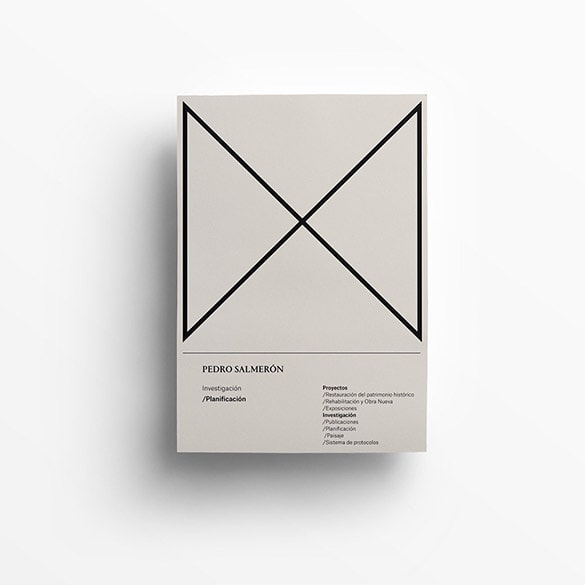 PEDRO SALMERÓN
Investigación
/Planificación
Proyectos
/Restauración del patrimonio histórico
/Rehabilitación y Obra Nueva
/Exposiciones
Investigación
/Publicaciones
/Planificación
/Paisaje
/Sistema de protocolos